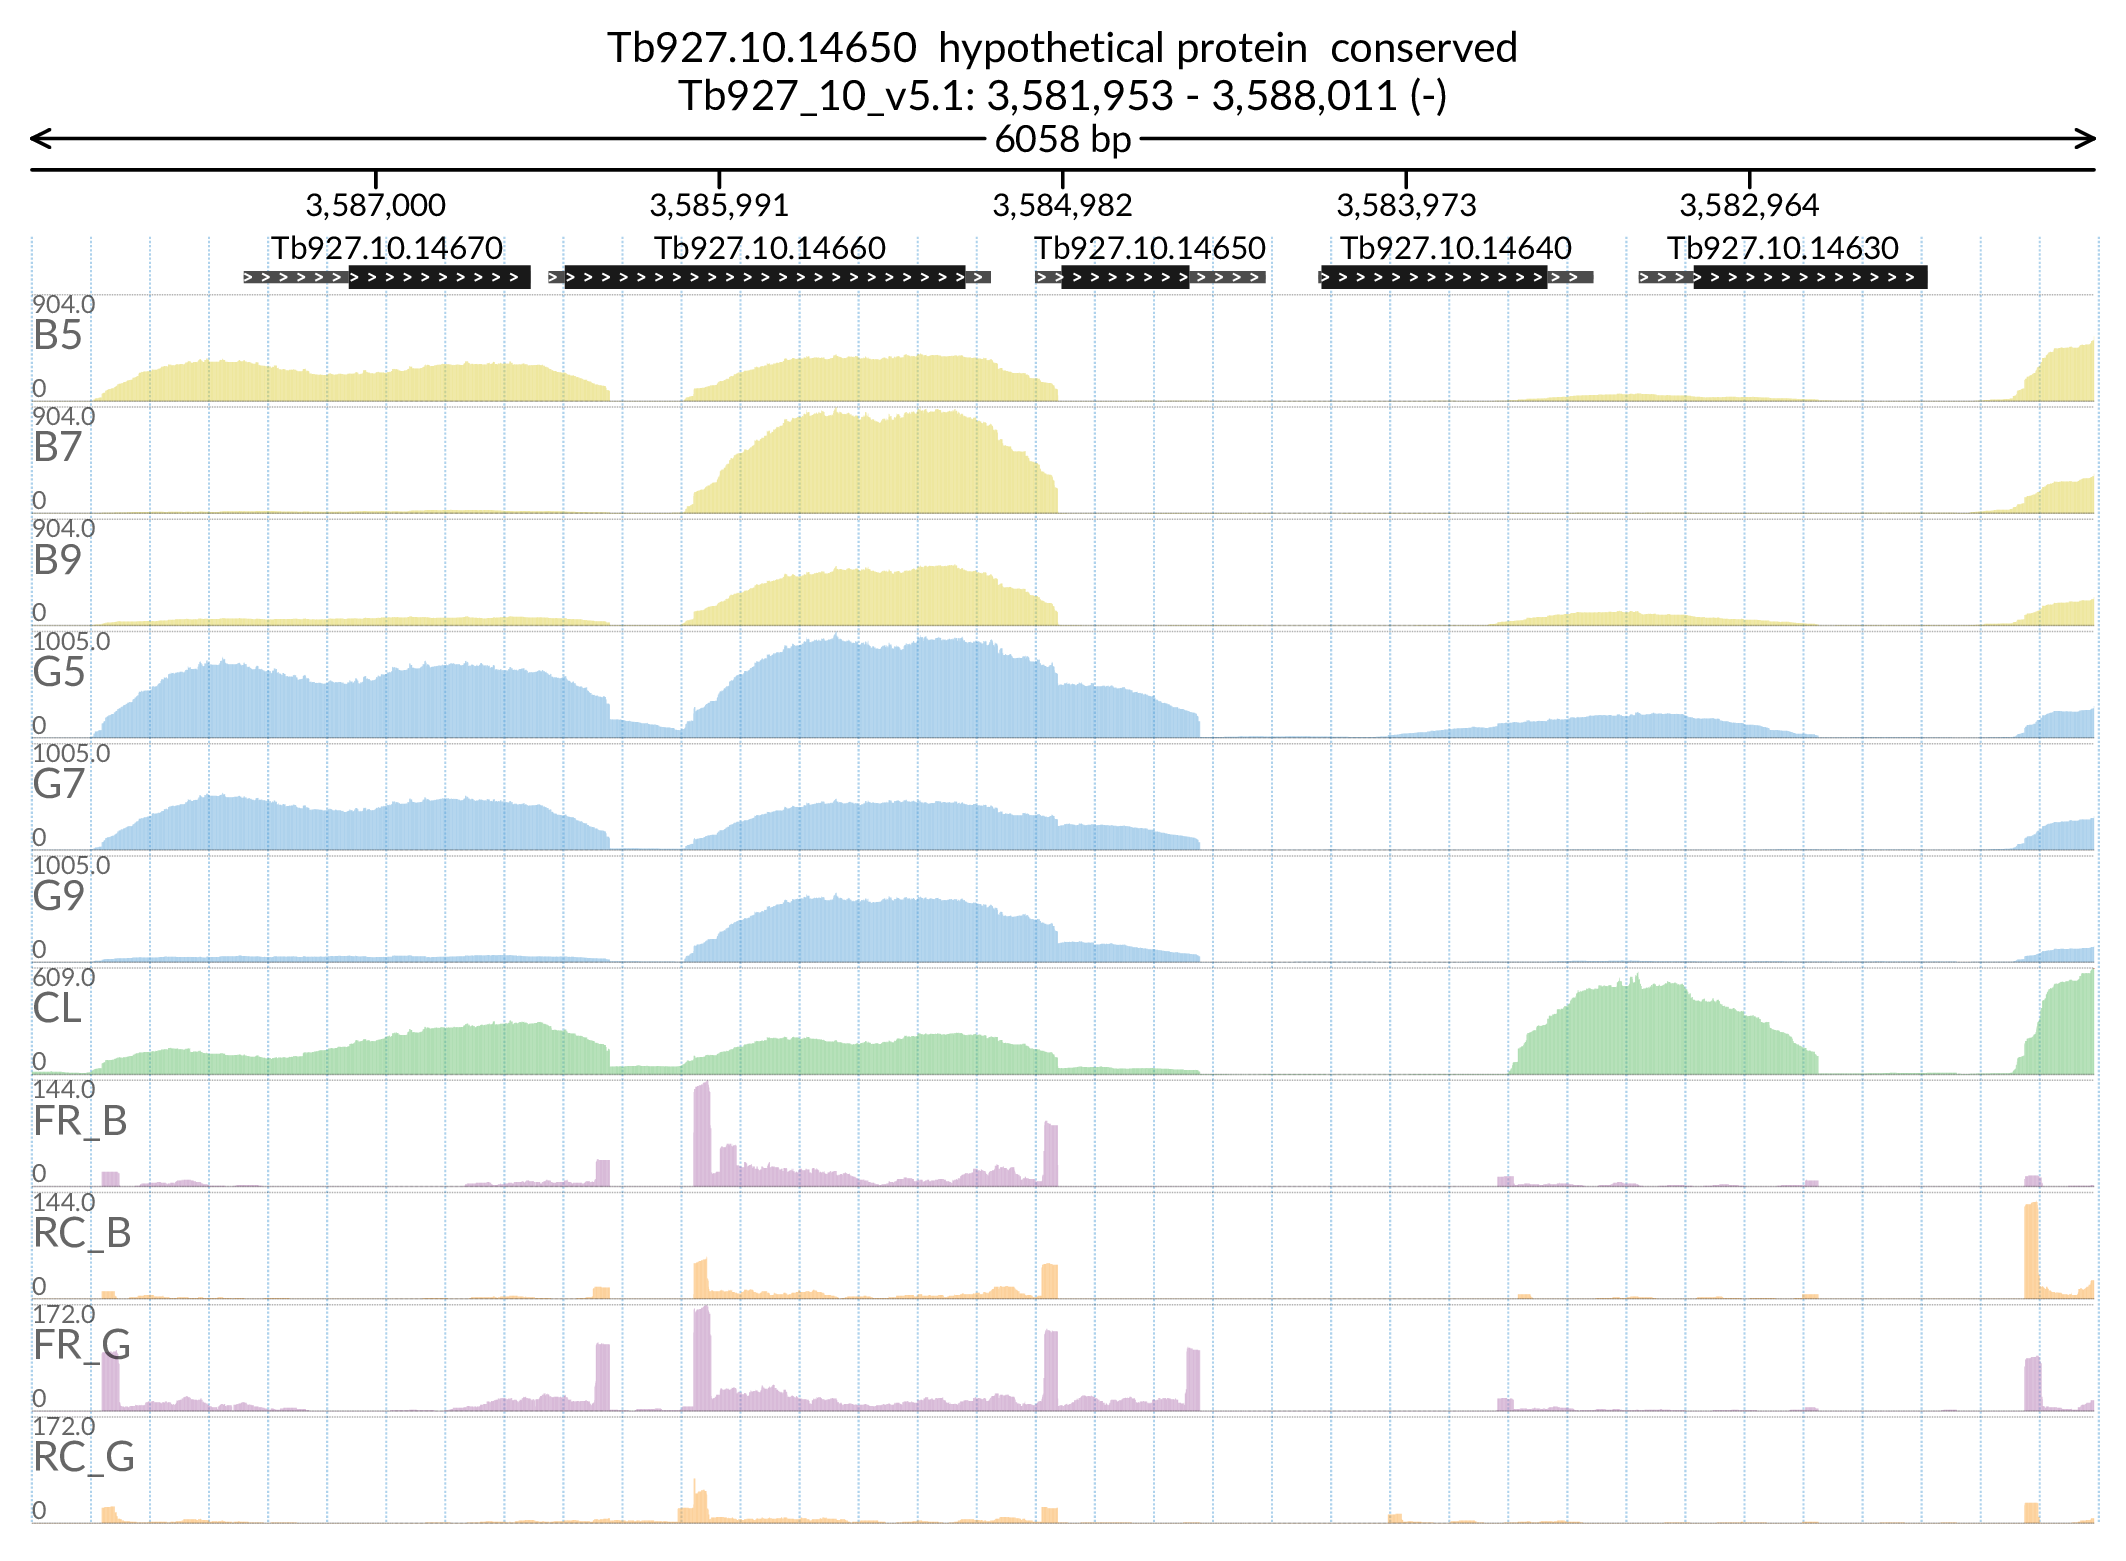 Tb927.10.14650 hypothetical protein conserved
Tb927_10_v5.1: 3,581,953 - 3,588,011 (-)
6058 bp
3,587,000 3,585,991 3,584,982 3,583,973 3,582,964
Tb927.10.14670 Tb927.10.14660 Tb927.10.14650 Tb927.10.14640 Tb927.10.14630
904.0
B5
0
904.0
B7
0
904.0
B9
0
1005.0
G5
0
1005.0
G7
0
1005.0
G9
0
609.0
CL
0
144.0
FR_B
0
144.0
RC_B
0
172.0
FR_G
0
172.0
RC_G
0